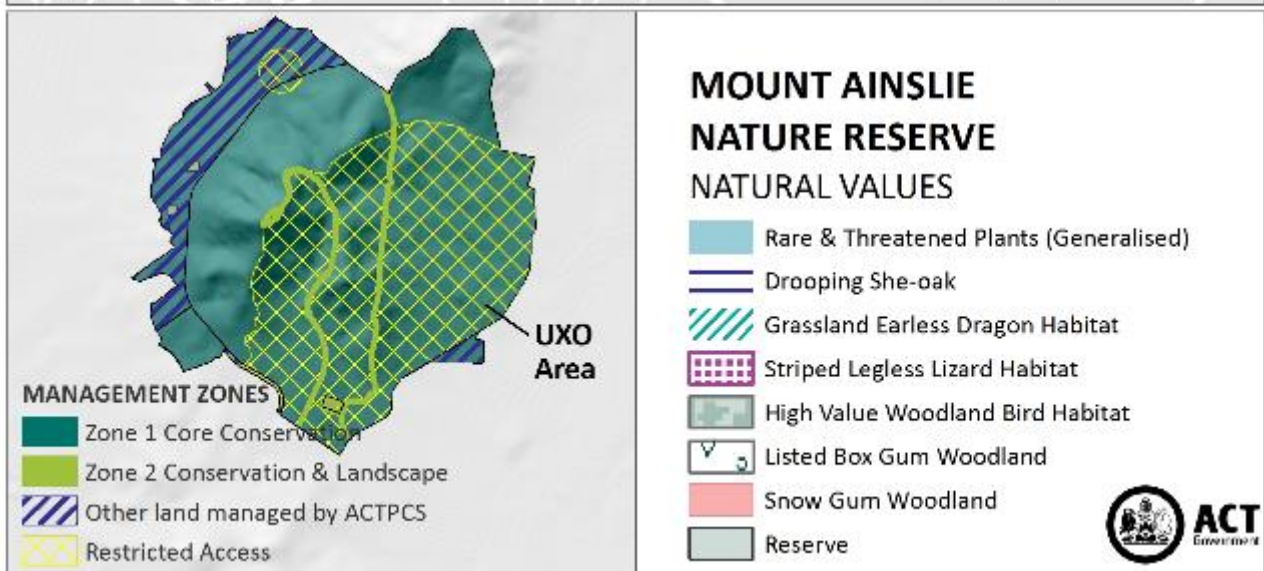 UXO
Area
MANAGEMENT ZONES
Zone 1 Core Conservation
Zone 2 Conservation & Landscape
Other land managed by ACTPCS
Restricted Access
MOUNT AINSLIE
NATURE RESERVE
NATURAL VALUES
Rare & Threatened Plants (Generalised)
Drooping She-oak
Grassland Earless Dragon Habitat
Striped Legless Lizard Habitat
High Value Woodland Bird Habitat
Listed Box Gum Woodland
Snow Gum Woodland
Reserve
ACT
Government